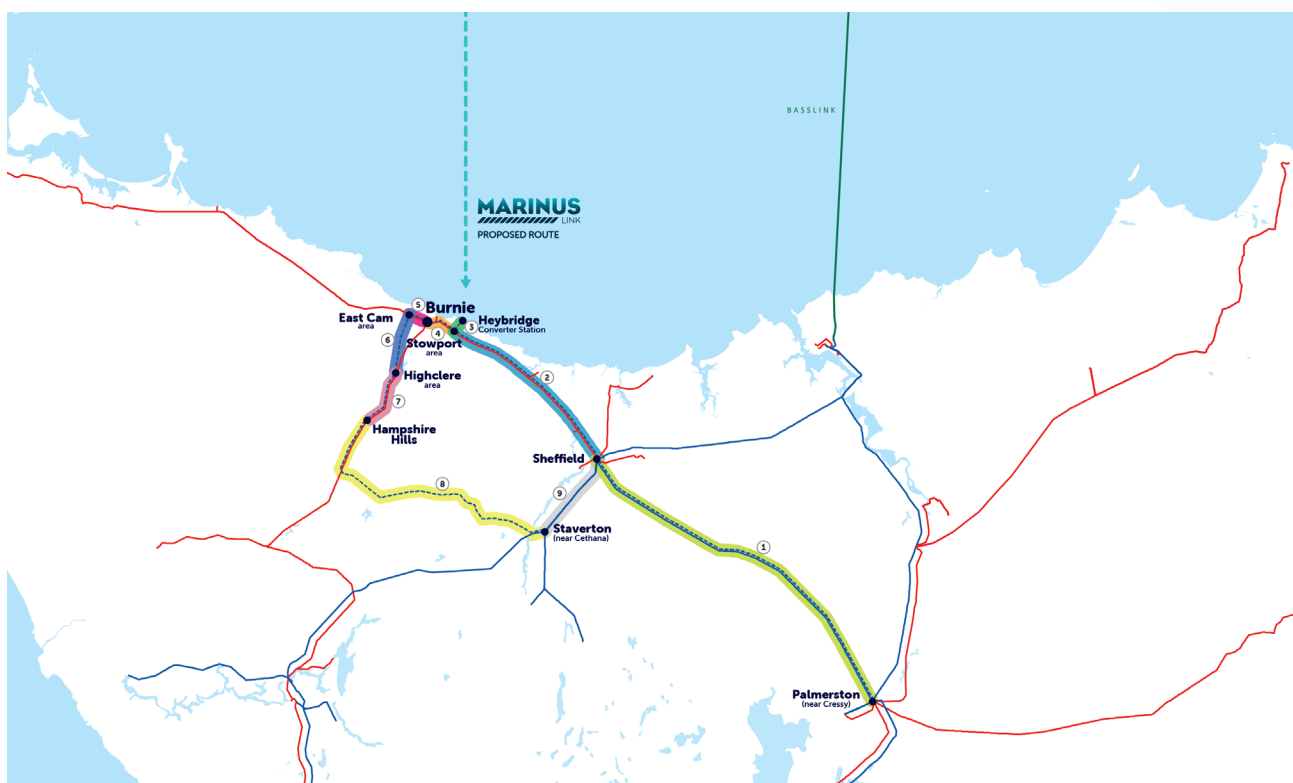 BASSLINK
MARINUS
LINK
PROPOSED ROUTE
5
Burnie
East Cam
area
3
Heybridge
Converter Station
4
6
Stowport
area
Highclere
area
2
7
Hampshire
Hills
Sheffield
8
9
Staverton
(near Cethana)
1
Palmerston
(near Cressy)